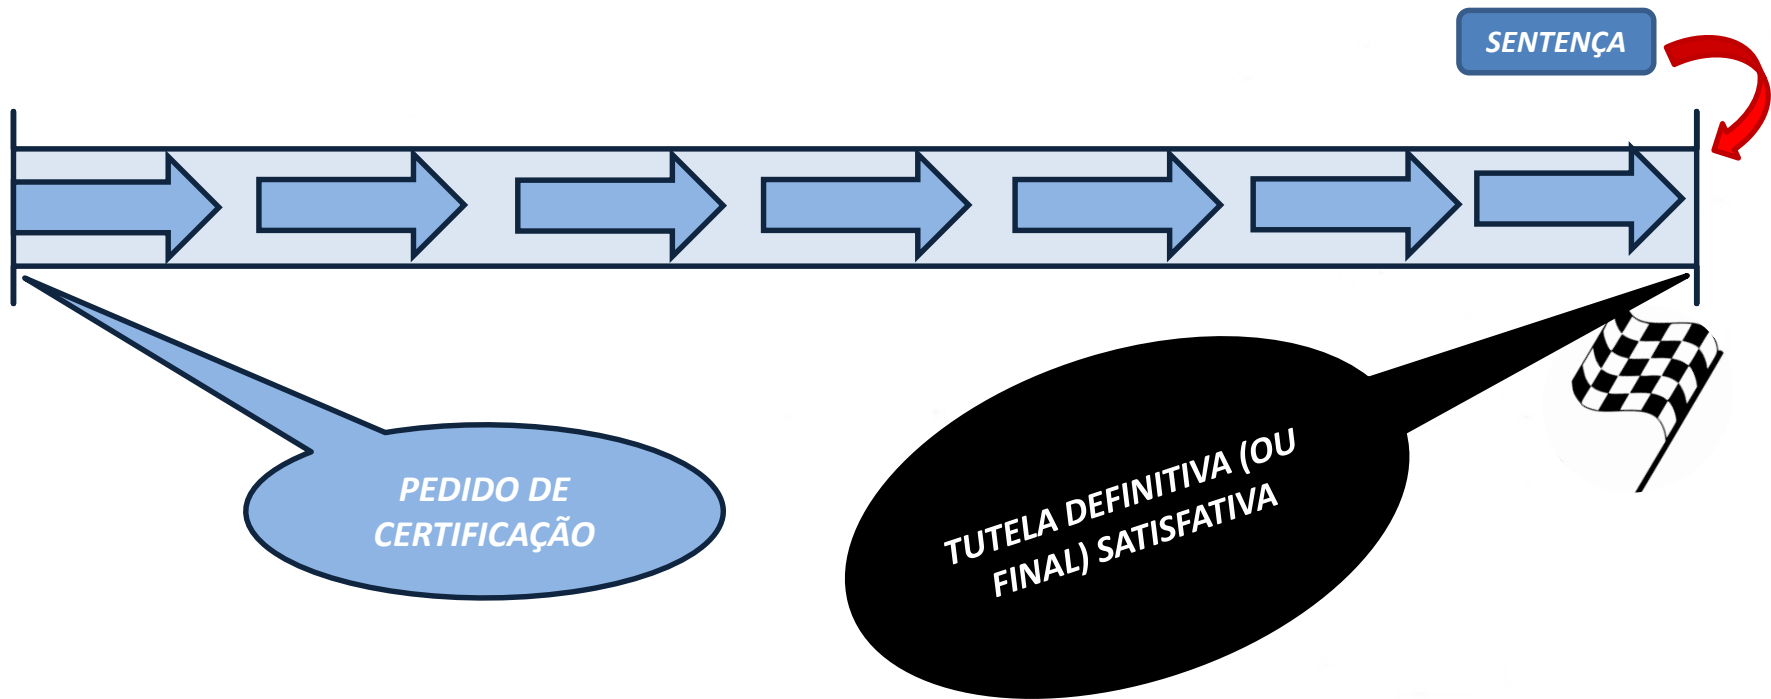 SENTENÇA
PEDIDO DE
CERTIFICAÇÃO
TUTELA DEFINITIVA (OU
FINAL) SATISFATIVA